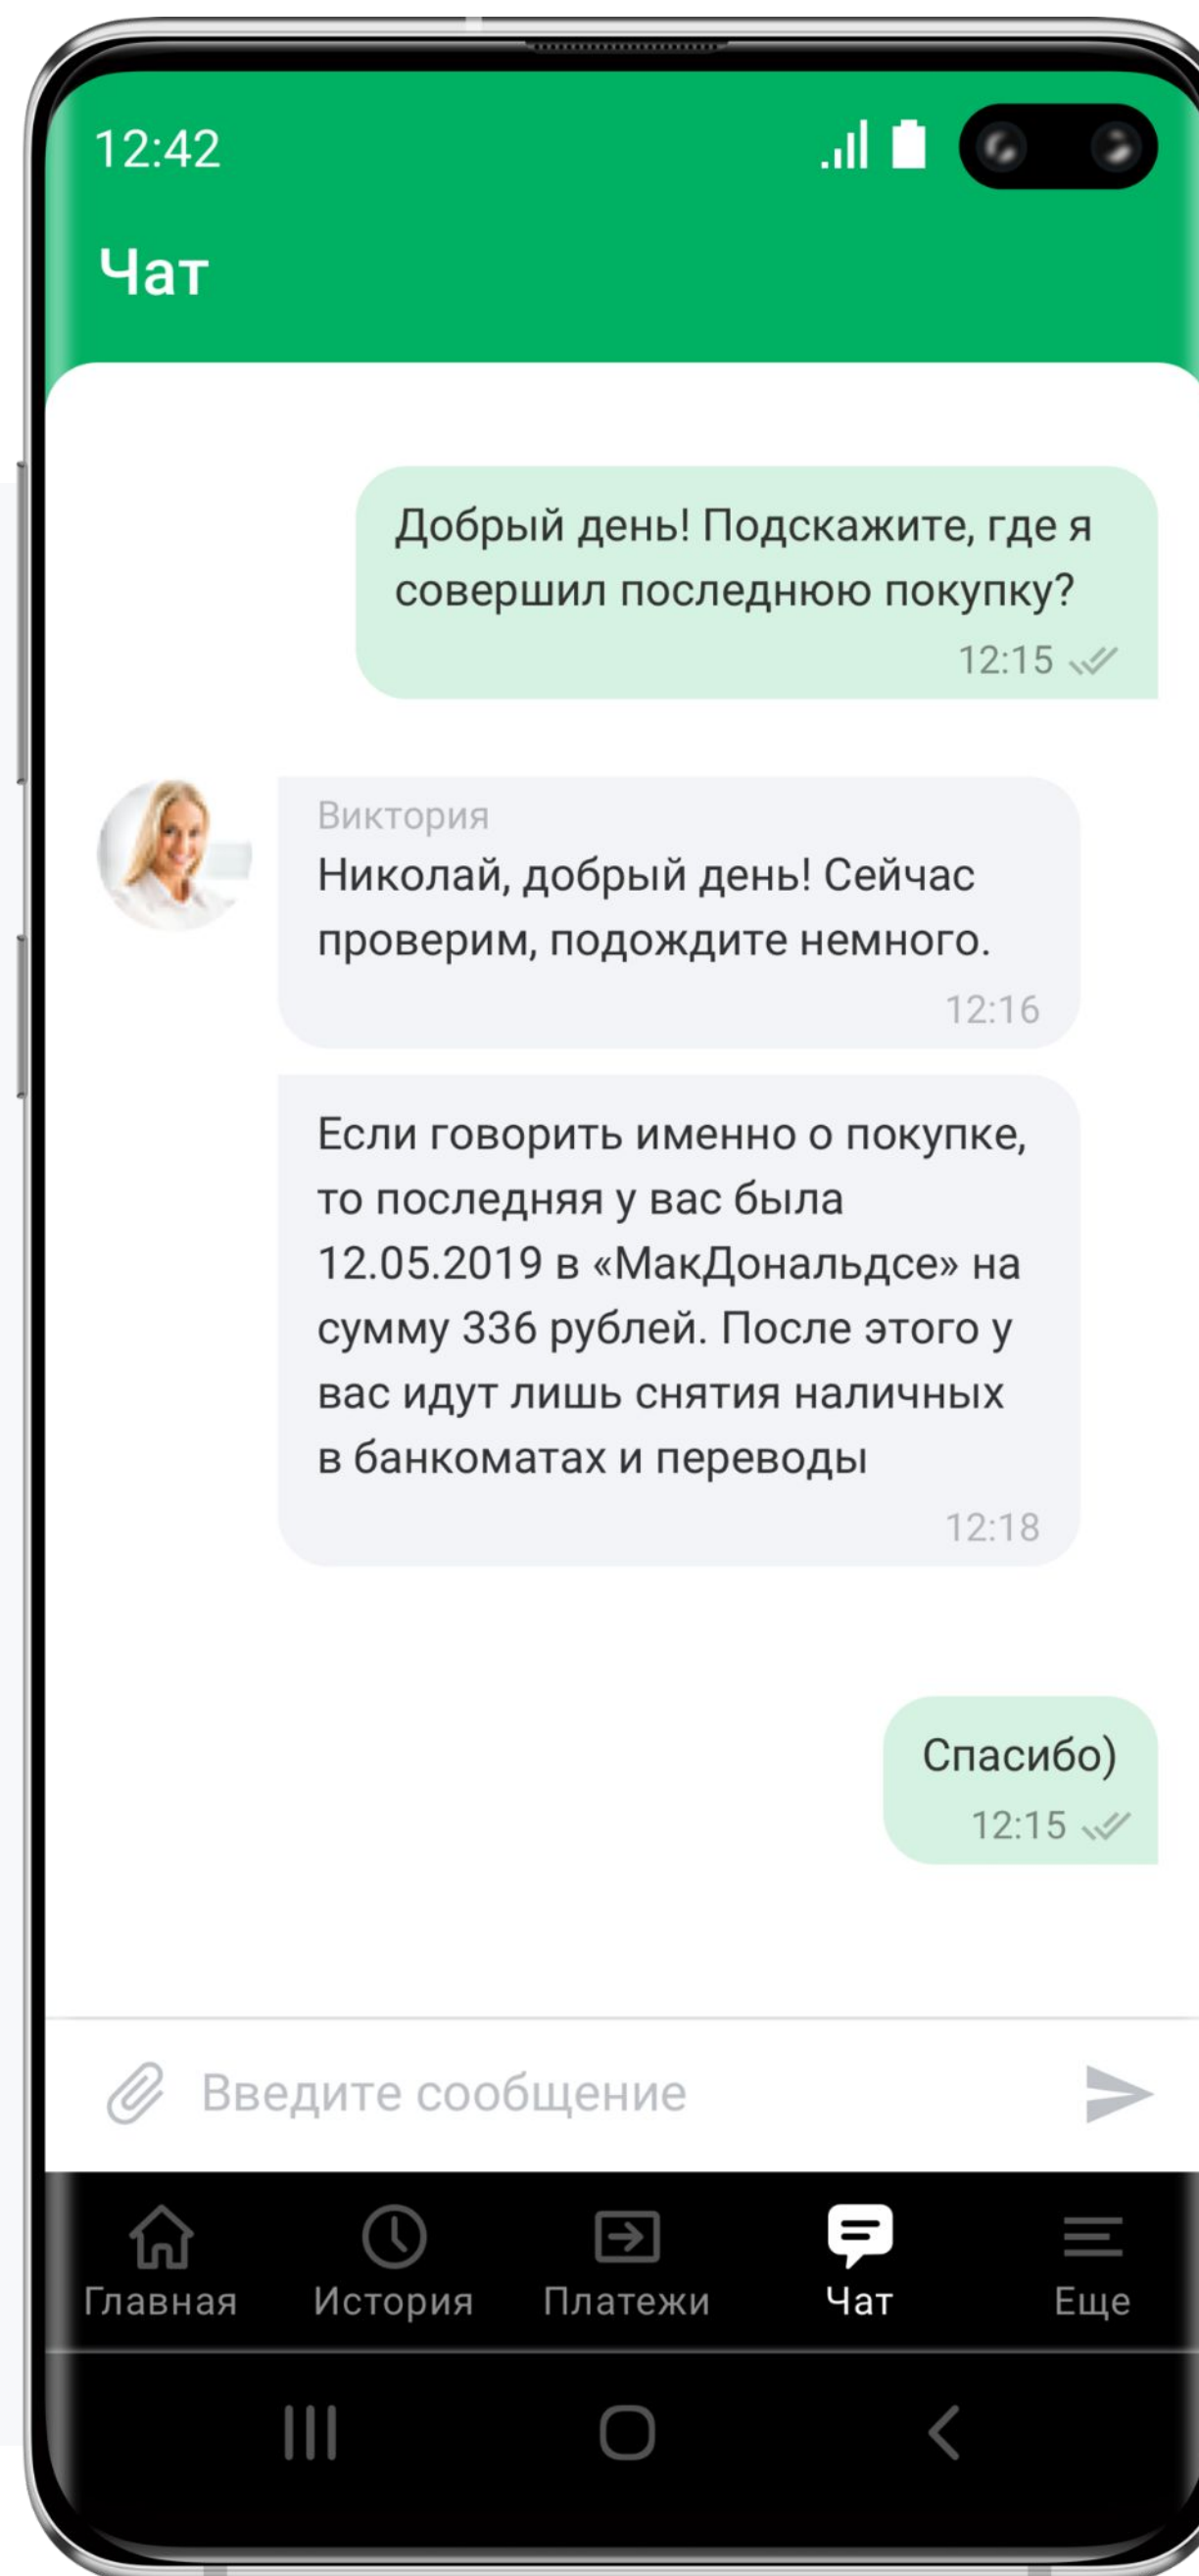 12:42
Чат
Добрый день! Подскажите, где я
совершил последнюю покупку?
12:15
Виктория
Николай, добрый день! Сейчас
проверим, подождите немного.
12:16
Если говорить именно о покупке,
то последняя у вас была
12.05.2019 в «МакДональдсе» на
сумму 336 рублей. После этого у
вас идут лишь снятия наличных
в банкоматах и переводы
12:18
Спасибо)
12:15
Введите сообщение
Главная История Платежи Чат Еще